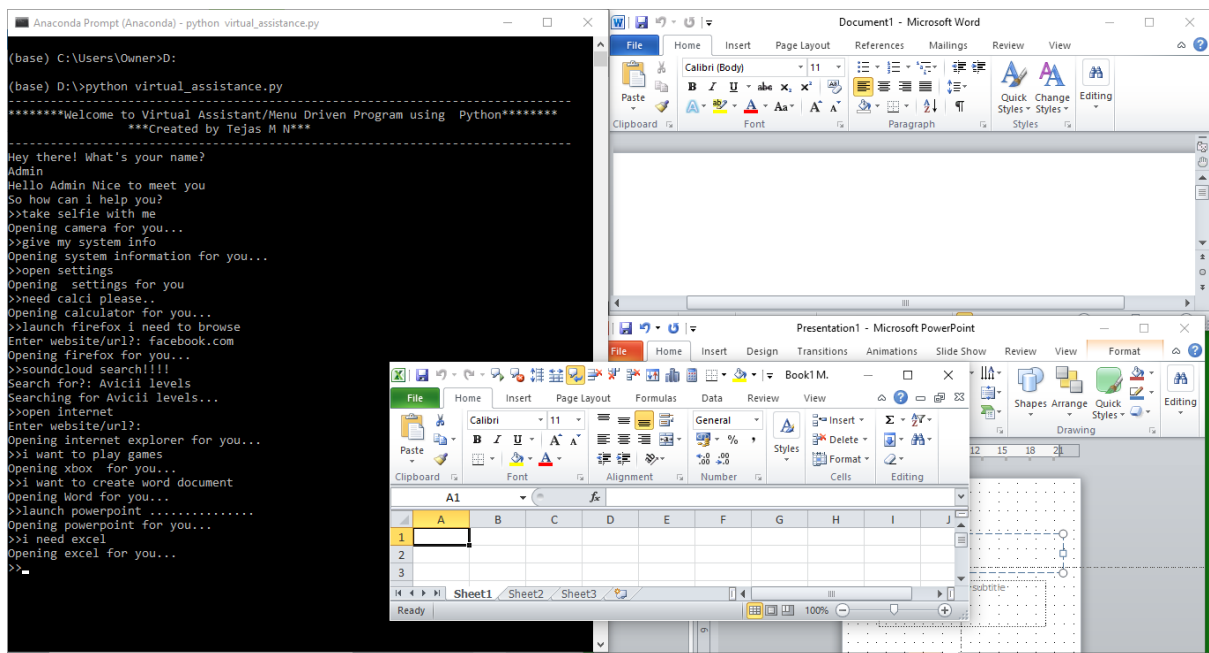 Anaconda Prompt (Anaconda) - python  virtual_assistance.py
(base) C:\Users\Owner>D:
(base) D:\>python virtual_assistance.py
********Welcome to Virtual Assistant/Menu Driven Program using  Python********
***Created by Tejas M N***
Hey there! What's your name?
Admin
Hello Admin Nice to meet you
So how can i help you?
>>take selfie with me
Opening camera for you...
>>give my system info
Opening system information for you...
>>open settings
Opening  settings for you
>>need calci please..
Opening calculator for you...
>>launch firefox i need to browse
Enter website/url?: facebook.com
Opening firefox for you...
>>soundcloud search!!!!
Search for?: Avicii levels
Searching for Avicii levels...
>>open internet
Enter website/url?:
Opening internet explorer for you...
>>i want to play games
Opening xbox  for you...
>>i want to create word document
Opening Word for you...
>>launch powerpoint ...............
Opening powerpoint for you...
>>i need excel
Opening excel for you...
>>
Document1 - Microsoft Word
File Home Insert Page Layout References Mailings Review View
Calibri (Body) 11
Paste
B I U abc x₂ x²
A ab A Aa A A
Quick Styles
Change Styles
Editing
Clipboard Font Paragraph Styles
Presentation1 - Microsoft PowerPoint
File Home Insert Design Transitions Animations Slide Show Review View Format
Shapes Arrange Quick Styles Editing
Drawing
12 15 18 21
subtitle
Book1 M.
File Home Insert Page Layout Formulas Data Review View
Calibri 11 General
Paste
B I U A A
Styles
Insert
Delete
Format
Clipboard Font Alignment Number Cells Editing
A1 fx
A B C D E F G H I J
1
2
3
Sheet1 Sheet2 Sheet3
Ready 100%